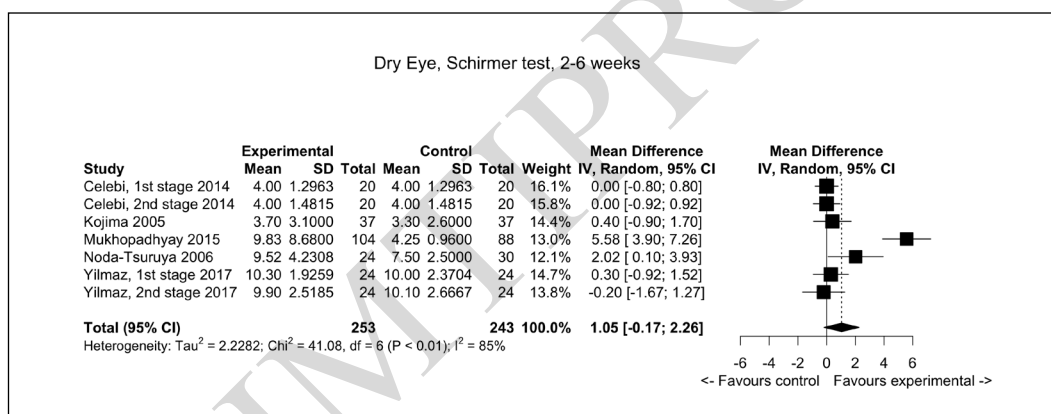 IMTIPRO
Dry Eye, Schirmer test, 2-6 weeks
Experimental Control Mean Difference Mean Difference
Study Mean SD Total Mean SD Total Weight IV, Random, 95% CI IV, Random, 95% CI
Celebi, 1st stage 2014 4.00 1.2963 20 4.00 1.2963 20 16.1% 0.00 [-0.80; 0.80]
Celebi, 2nd stage 2014 4.00 1.4815 20 4.00 1.4815 20 15.8% 0.00 [-0.92; 0.92]
Kojima 2005 3.70 3.1000 37 3.30 2.6000 37 14.4% 0.40 [-0.90; 1.70]
Mukhopadhyay 2015 9.83 8.6800 104 4.25 0.9600 88 13.0% 5.58 [ 3.90; 7.26]
Noda-Tsuruya 2006 9.52 4.2308 24 7.50 2.5000 30 12.1% 2.02 [ 0.10; 3.93]
Yilmaz, 1st stage 2017 10.30 1.9259 24 10.00 2.3704 24 14.7% 0.30 [-0.92; 1.52]
Yilmaz, 2nd stage 2017 9.90 2.5185 24 10.10 2.6667 24 13.8% -0.20 [-1.67; 1.27]
Total (95% CI) 253 243 100.0% 1.05 [-0.17; 2.26]
Heterogeneity: Tau² = 2.2282; Chi² = 41.08, df = 6 (P < 0.01); I² = 85%
-6 -4 -2 0 2 4 6
<- Favours control Favours experimental ->